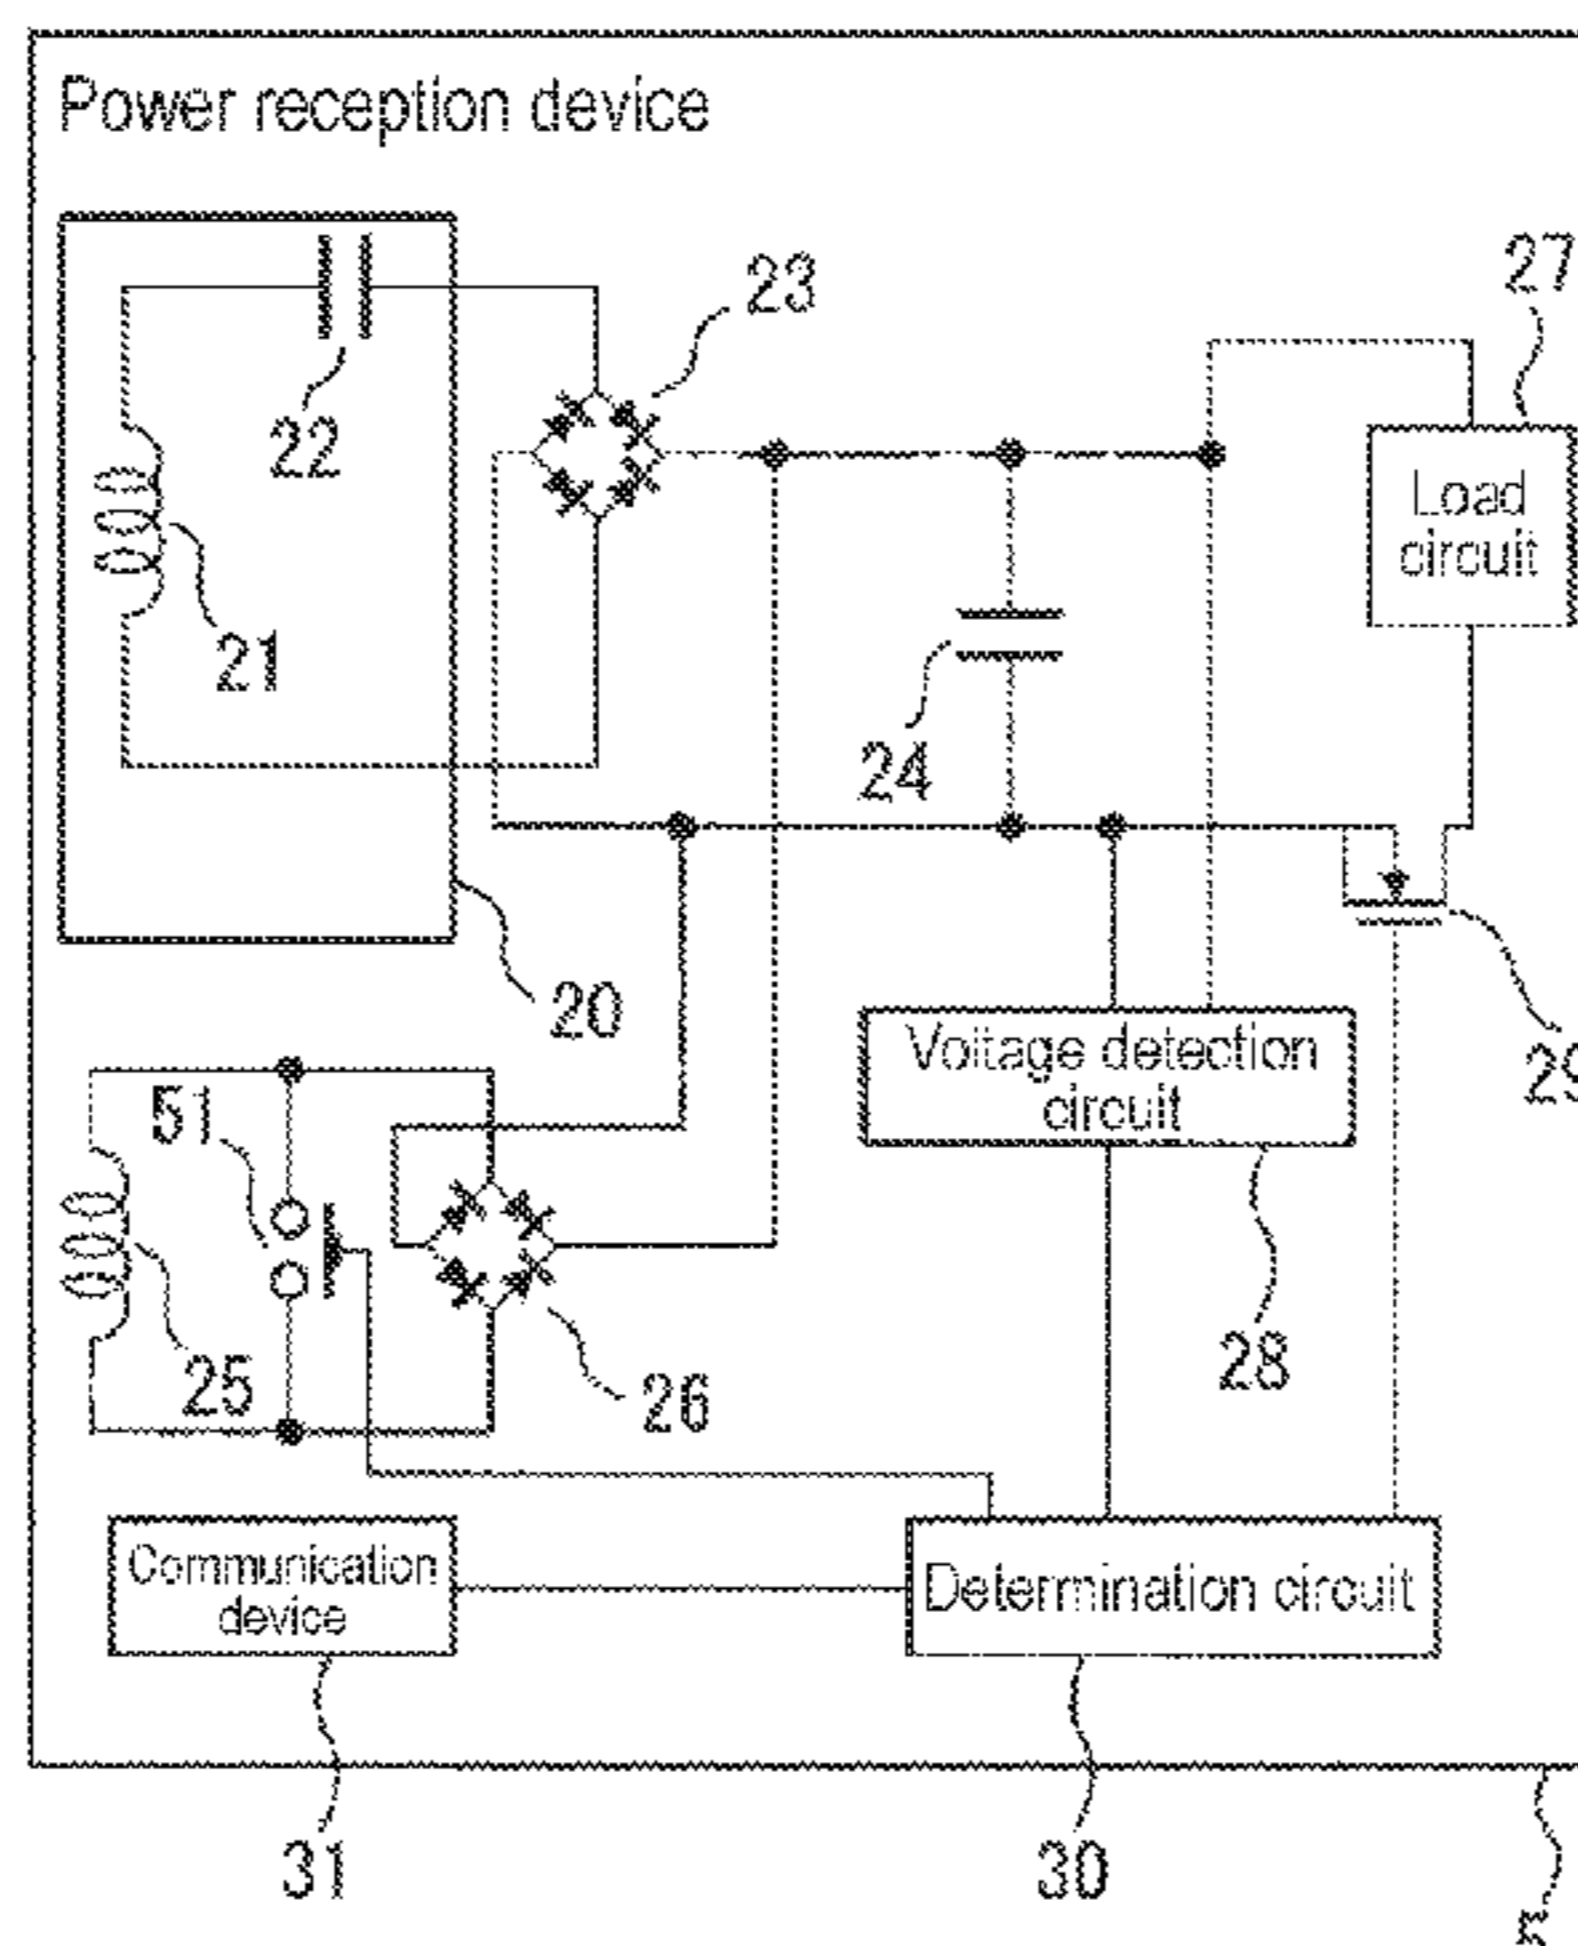 Power reception device
27
23
22
Load
circuit
21
24
20
Voltage detection
circuit
29
51
28
25
26
Communication
device
Determination circuit
31
30
5